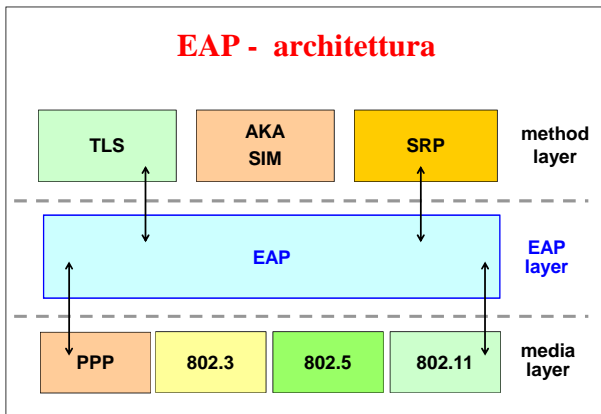 EAP - architettura
TLS
AKA
SIM
SRP
method
layer
EAP
EAP
layer
PPP
802.3
802.5
802.11
media
layer